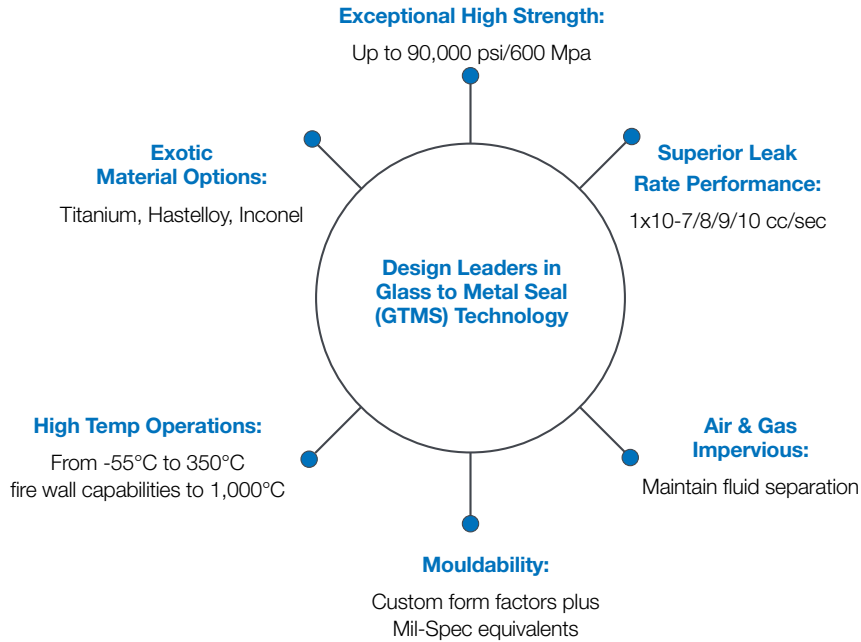 Exceptional High Strength:
Up to 90,000 psi/600 Mpa
Exotic
Material Options:
Titanium, Hastelloy, Inconel
Superior Leak
Rate Performance:
1x10-7/8/9/10 cc/sec
Design Leaders in
Glass to Metal Seal
(GTMS) Technology
High Temp Operations:
From -55°C to 350°C
fire wall capabilities to 1,000°C
Air & Gas
Impervious:
Maintain fluid separation
Mouldability:
Custom form factors plus
Mil-Spec equivalents